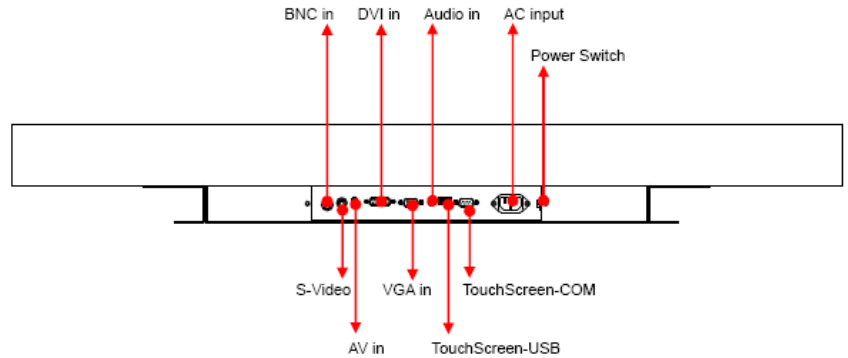 BNC in
DVI in
Audio in
AC input
Power Switch
S-Video
VGA in
TouchScreen-COM
AV in
TouchScreen-USB